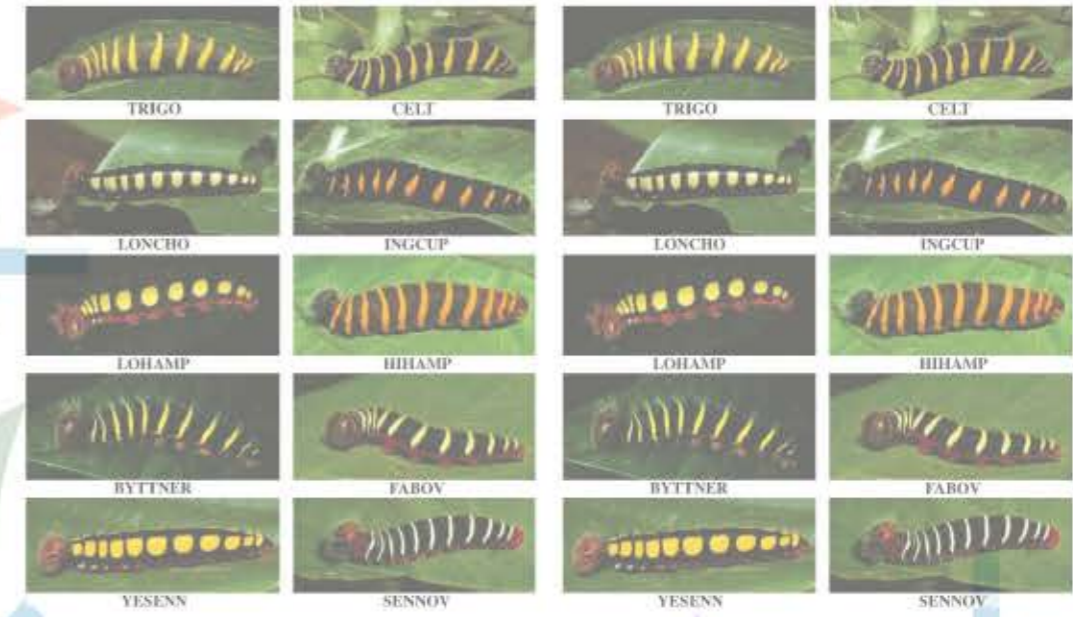 TRIGO CELT TRIGO CELT
LONCHO INGCUP LONCHO INGCUP
LOHAMP HIHAMP LOHAMP HIHAMP
BYTTNER FABOV BYTTNER FABOV
YESENN SENNOV YESENN SENNOV